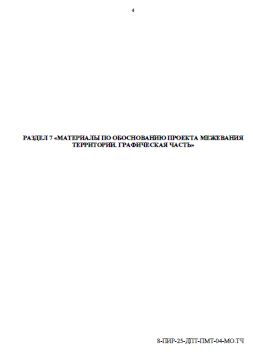 4
РАЗДЕЛ 7 «МАТЕРИАЛЫ ПО ОБОСНОВАНИЮ ПРОЕКТА МЕЖЕВАНИЯ
ТЕРРИТОРИИ. ГРАФИЧЕСКАЯ ЧАСТЬ»
8-ПИР-25-ДПТ-ПМТ-04-МО.ТЧ